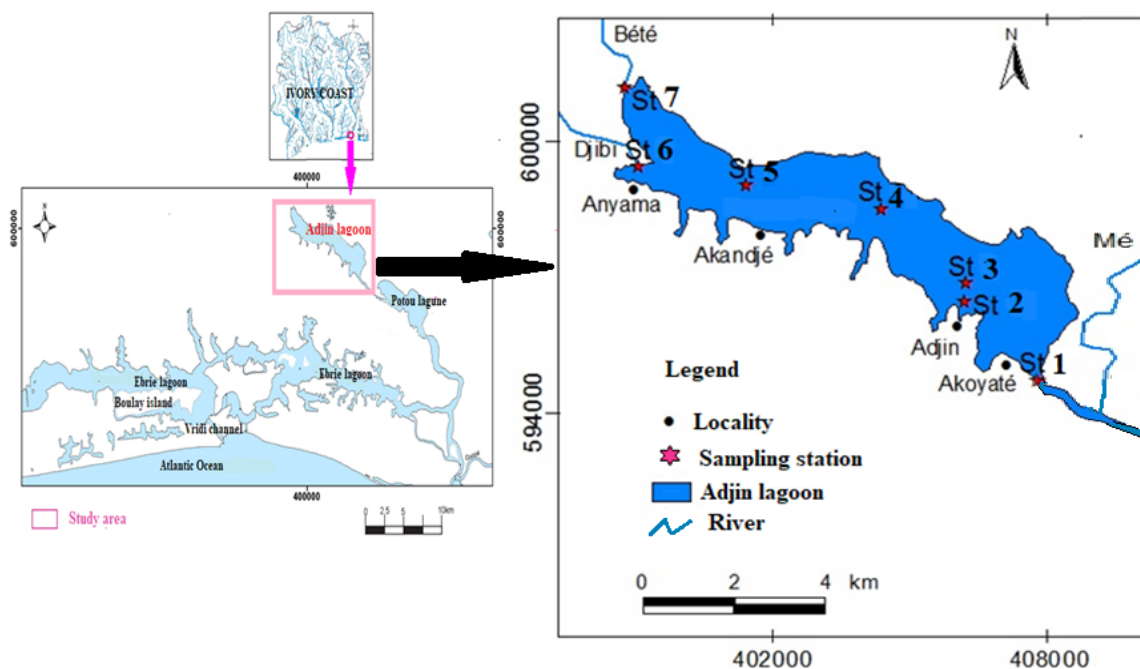 IVORY COAST
400000
N
600000
600000
Adjin lagoon
Potou lagune
Ebrie lagoon
Ebrie lagoon
Boulay island
Vridi channel
Atlantic Ocean
400000
Study area
0 2,5 5 10km
Bété
N
St 7
600000
Djibi St 6
St 5
Anyama
St 4
Akandjé
Mé
St 3
St 2
Adjin
St 1
Akoyaté
594000
Legend
Locality
Sampling station
Adjin lagoon
River
0 2 4 km
402000 408000